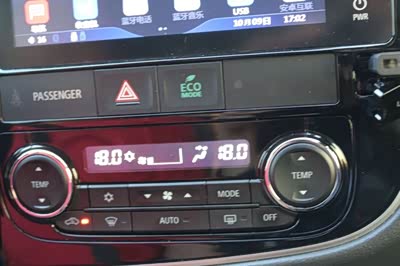 蓝牙电话 蓝牙音乐 USB 安卓互联
16
10月09日 17:02
PWR
PASSENGER
ECO
MODE
18.0 18.0
TEMP
MODE
TEMP
AUTO
OFF